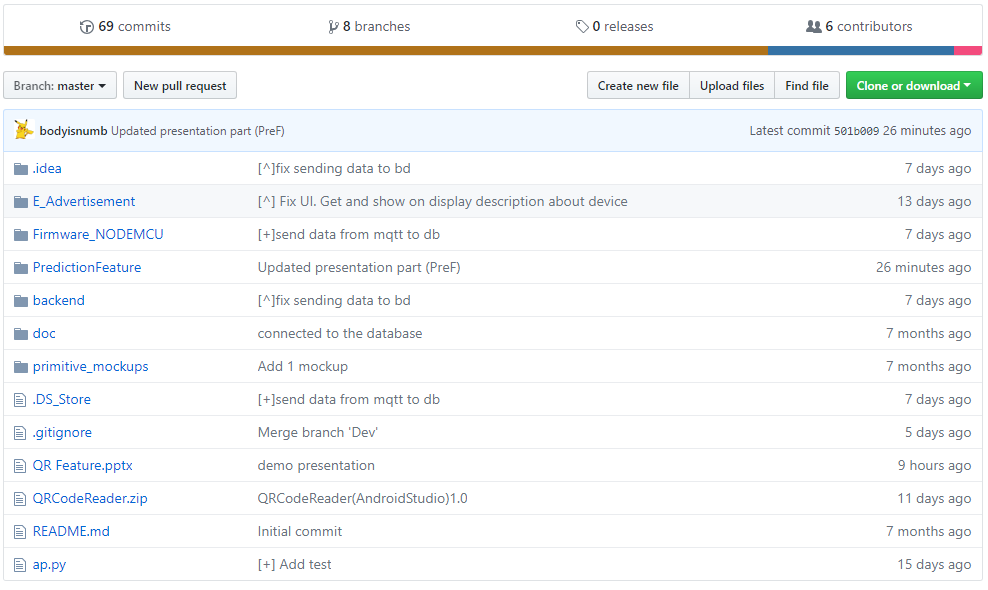 69 commits 8 branches 0 releases 6 contributors
Branch: master New pull request Create new file Upload files Find file Clone or download
bodyisnumb Updated presentation part (PreF) Latest commit 501b009 26 minutes ago
.idea [^]fix sending data to bd 7 days ago
E_Advertisement [^] Fix UI. Get and show on display description about device 13 days ago
Firmware_NODEMCU [+]send data from mqtt to db 7 days ago
PredictionFeature Updated presentation part (PreF) 26 minutes ago
backend [^]fix sending data to bd 7 days ago
doc connected to the database 7 months ago
primitive_mockups Add 1 mockup 7 months ago
.DS_Store [+]send data from mqtt to db 7 days ago
.gitignore Merge branch 'Dev' 5 days ago
QR Feature.pptx demo presentation 9 hours ago
QRCodeReader.zip QRCodeReader(AndroidStudio)1.0 11 days ago
README.md Initial commit 7 months ago
ap.py [+] Add test 15 days ago